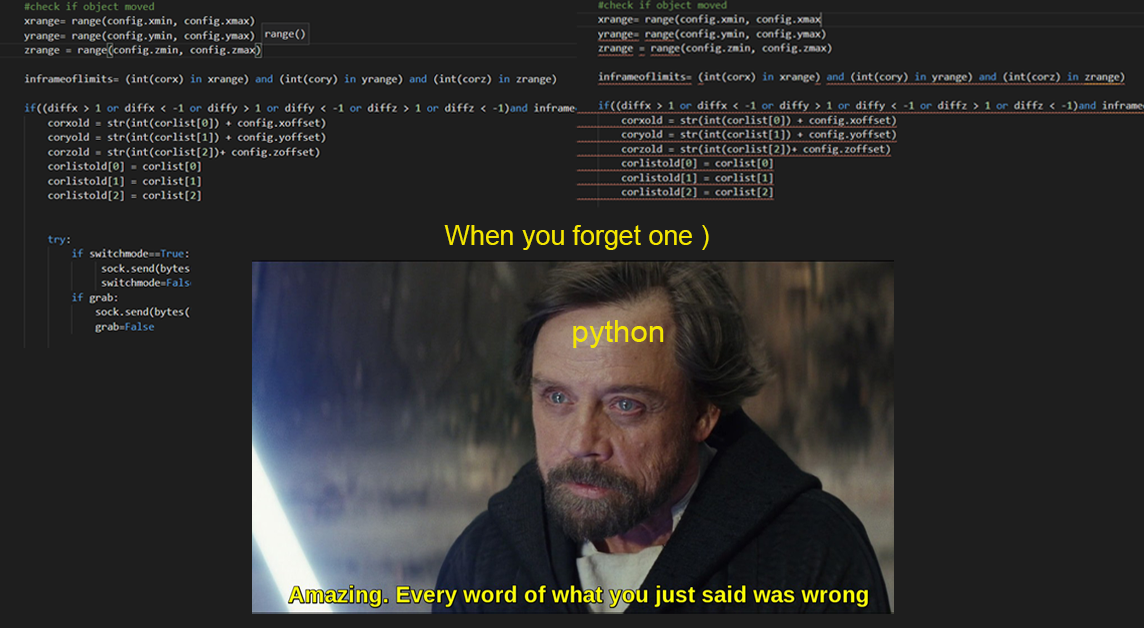 #check if object moved
xrange= range(config.xmin, config.xmax)
yrange= range(config.ymin, config.ymax)
range()
zrange = range(config.zmin, config.zmax)
inframeoflimits= (int(corx) in xrange) and (int(cory) in yrange) and (int(corz) in zrange)
if((diffx > 1 or diffx < -1 or diffy > 1 or diffy < -1 or diffz > 1 or diffz < -1)and inframe
corxold = str(int(corlist[0]) + config.xoffset)
coryold = str(int(corlist[1]) + config.yoffset)
corzold = str(int(corlist[2])+ config.zoffset)
corlistold[0] = corlist[0]
corlistold[1] = corlist[1]
corlistold[2] = corlist[2]
try:
if switchmode==True:
sock.send(bytes
switchmode=Fals
if grab:
sock.send(bytes(
grab=False
#check if object moved
xrange= range(config.xmin, config.xmax
yrange= range(config.ymin, config.ymax)
zrange = range(config.zmin, config.zmax)
inframeoflimits= (int(corx) in xrange) and (int(cory) in yrange) and (int(corz) in zrange)
if((diffx > 1 or diffx < -1 or diffy > 1 or diffy < -1 or diffz > 1 or diffz < -1)and inframe
corxold = str(int(corlist[0]) + config.xoffset)
coryold = str(int(corlist[1]) + config.yoffset)
corzold = str(int(corlist[2])+ config.zoffset)
corlistold[0] = corlist[0]
corlistold[1] = corlist[1]
corlistold[2] = corlist[2]
When you forget one )
python
Amazing. Every word of what you just said was wrong